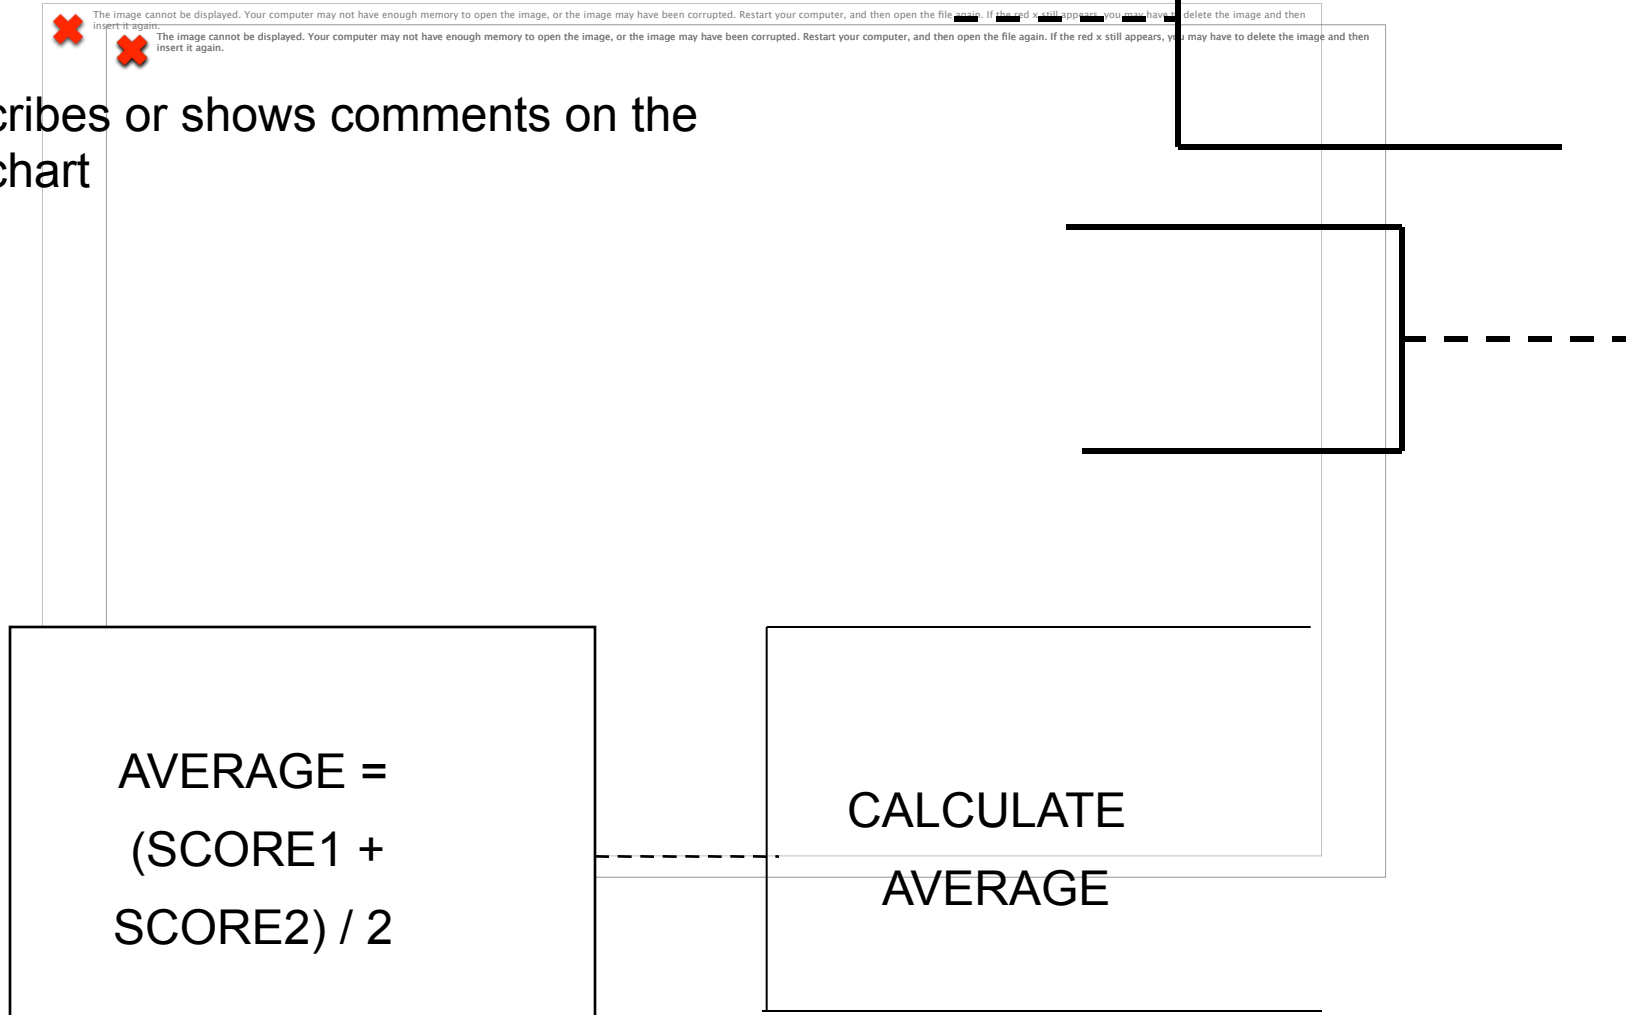 The image cannot be displayed. Your computer may not have enough memory to open the image, or the image may have been corrupted. Restart your computer, and then open the file again. If the red x still appears, you may have to delete the image and then
insert it again.
The image cannot be displayed. Your computer may not have enough memory to open the image, or the image may have been corrupted. Restart your computer, and then open the file again. If the red x still appears, you may have to delete the image and then
insert it again.
cribes or shows comments on the
chart
AVERAGE =
(SCORE1 +
SCORE2) / 2
CALCULATE
AVERAGE